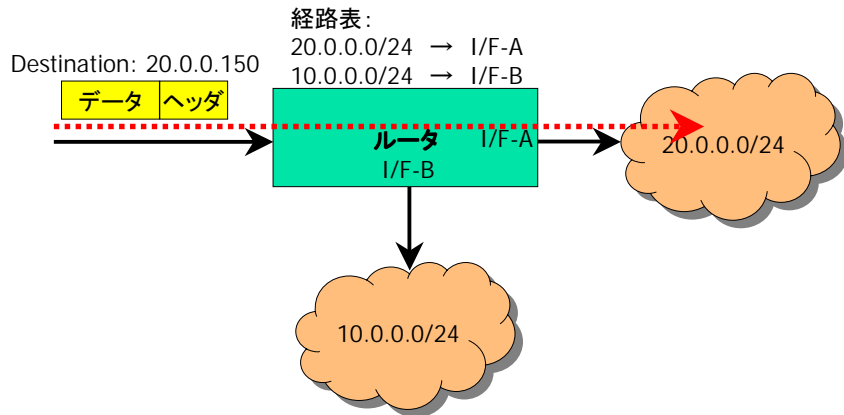 経路表:
20.0.0.0/24 → I/F-A
10.0.0.0/24 → I/F-B
Destination: 20.0.0.150
データ ヘッダ
ルータ I/F-A
I/F-B
20.0.0.0/24
10.0.0.0/24